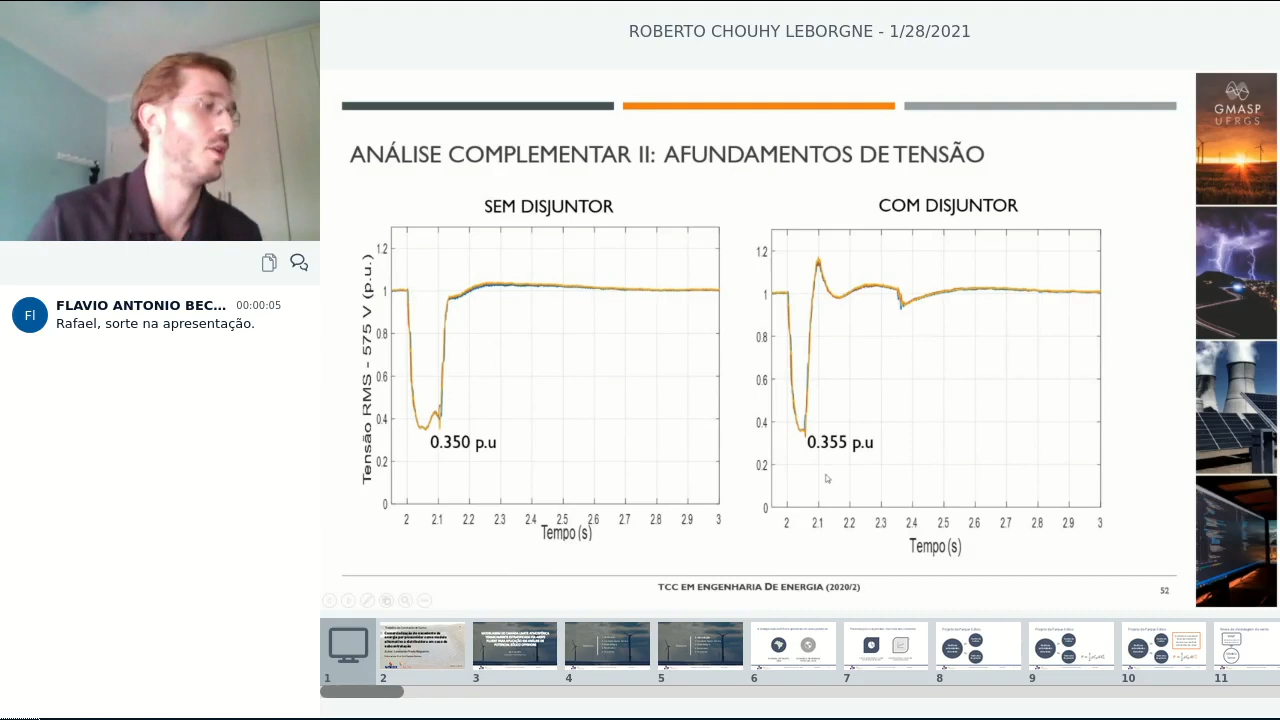 ROBERTO CHOUHY LEBORGNE - 1/28/2021
GMASP
UFRGS
ANÁLISE COMPLEMENTAR II: AFUNDAMENTOS DE TENSÃO
SEM DISJUNTOR
COM DISJUNTOR
Tensão RMS - 575 V (p.u.)
1.2
1
0.8
0.6
0.4
0.2
0
0.350 p.u
2 2.1 2.2 2.3 2.4 2.5 2.6 2.7 2.8 2.9 3
Tempo (s)
1.2
1
0.8
0.6
0.4
0.2
0
0.355 p.u
2 2.1 2.2 2.3 2.4 2.5 2.6 2.7 2.8 2.9 3
Tempo (s)
TCC EM ENGENHARIA DE ENERGIA (2020/2)
52
Fl
FLAVIO ANTONIO BEC... 00:00:05
Rafael, sorte na apresentação.
1 2 3 4 5 6 7 8 9 10 11